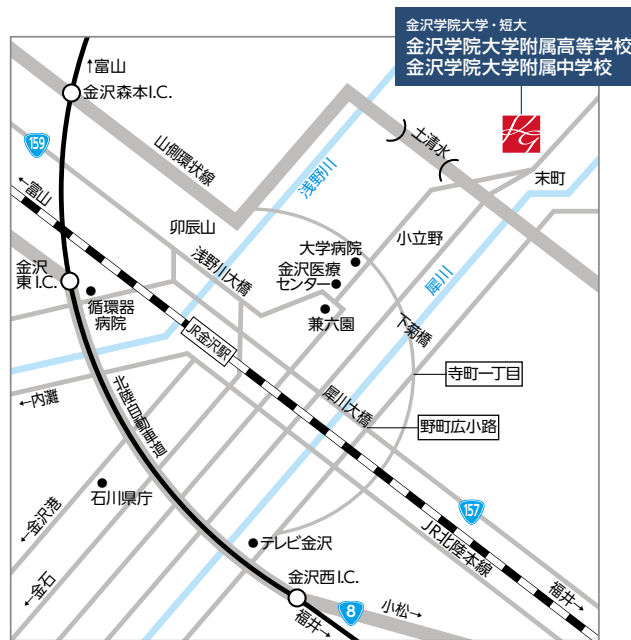 金沢学院大学・短大
金沢学院大学附属高等学校
金沢学院大学附属中学校
KG
↑富山
金沢森本I.C.
159
山側環状線
浅野川
土清水
末町
←富山
卯辰山
浅野川大橋
大学病院
金沢医療
センター
小立野
犀川
金沢
東I.C.
循環器
病院
兼六園
下菊橋
JR金沢駅
寺町一丁目
←内灘
北陸自動車道
犀川大橋
野町広小路
石川県庁
←金沢港
157
テレビ金沢
JR北陸本線
←金石
金沢西I.C.
8
小松→
福井→
福井→